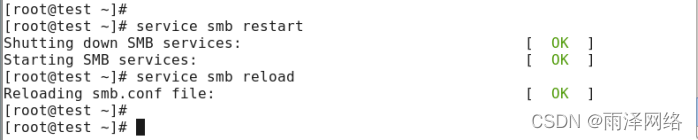 [root@test ~]#
[root@test ~]# service smb restart
Shutting down SMB services: [ OK ]
Starting SMB services: [ OK ]
[root@test ~]# service smb reload
Reloading smb.conf file: [ OK ]
[root@test ~]#
[root@test ~]#
CSDN @雨泽网络